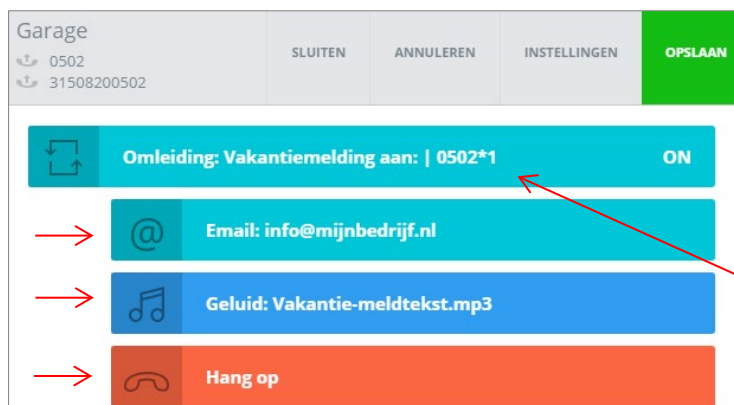 Garage
0502
31508200502
SLUITEN
ANNULEREN
INSTELLINGEN
OPSLAAN
Omleiding: Vakantiemelding aan: | 0502*1
ON
@
Email: info@mijnbedrijf.nl
Geluid: Vakantie-meldtekst.mp3
Hang op